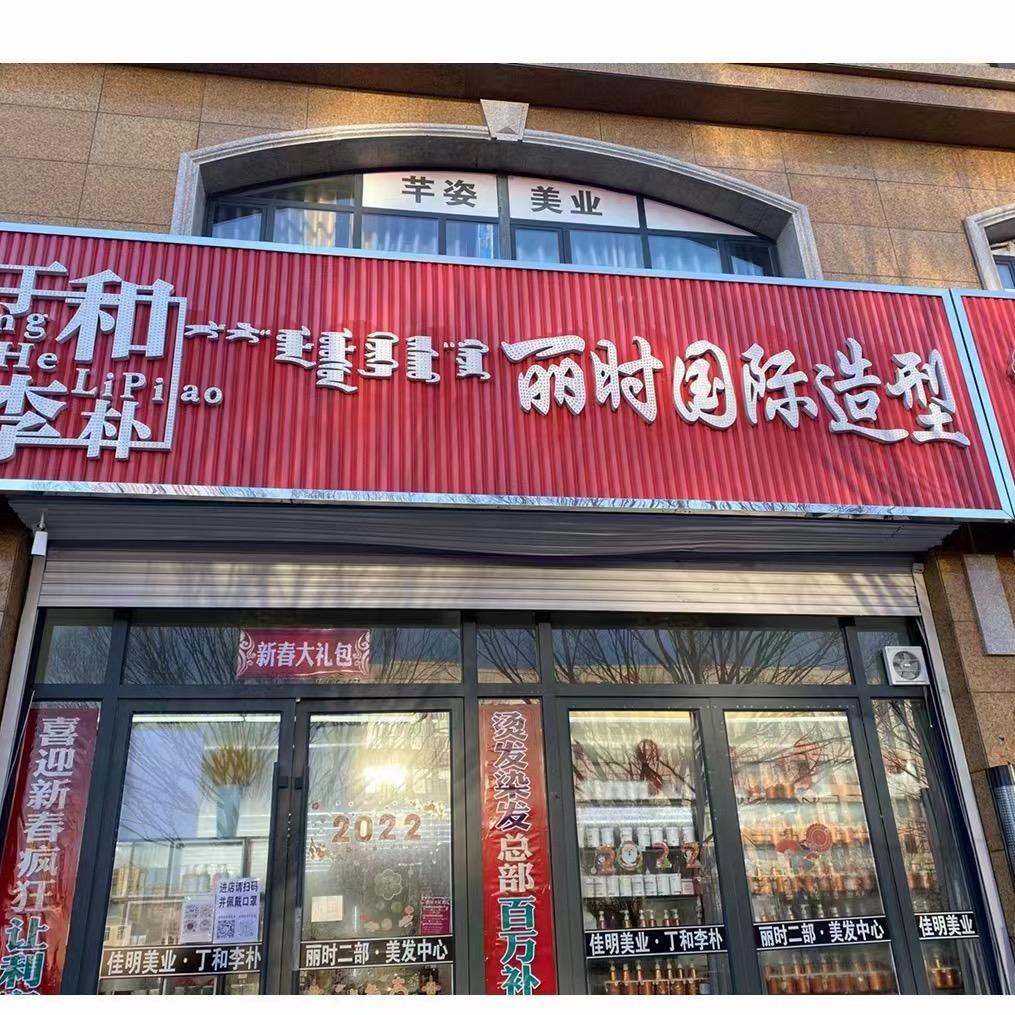 芊姿 美业
丁和
ng
He
李朴
LiPiao
丽时国际造型
新春大礼包
喜迎新春疯狂让利
烫发染发总部百万补
2022
2022
进店请扫码
并佩戴口罩
佳明美业·丁和李朴
丽时二部·美发中心
佳明美业·丁和李朴
丽时二部·美发中心
佳明美业